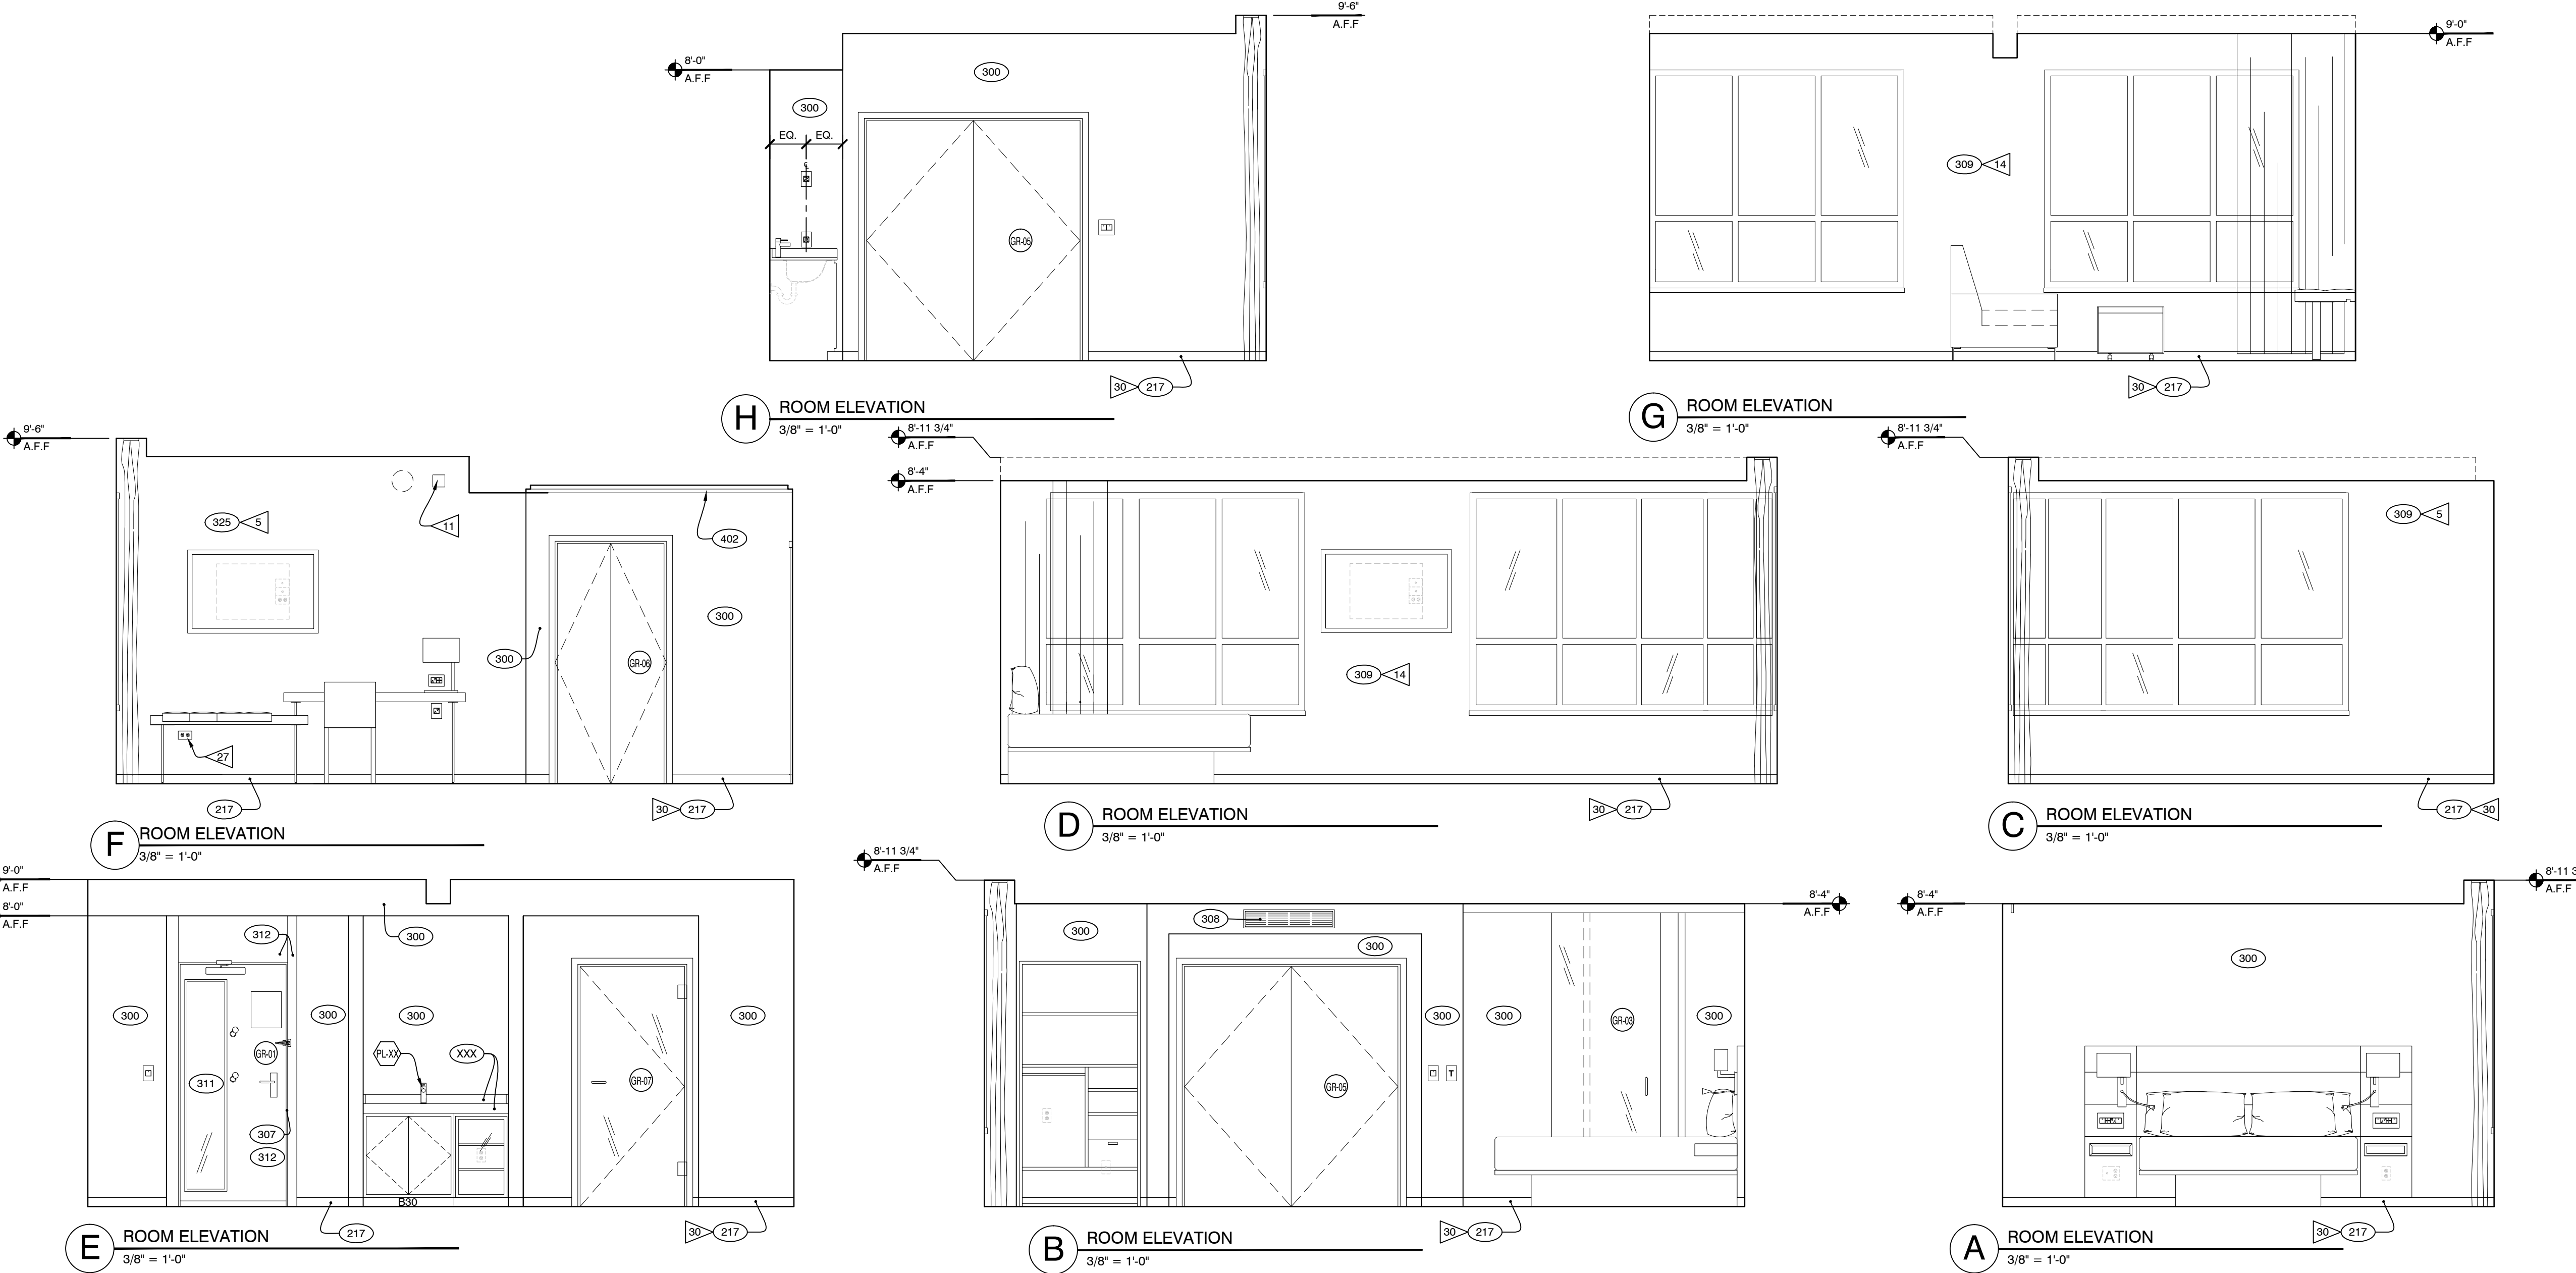 9'-6"
A.F.F
8'-0"
A.F.F
300
300
EQ.
EQ.
GR-05
30
217
H
ROOM ELEVATION
3/8" = 1'-0"
9'-0"
A.F.F
309
14
30
217
G
ROOM ELEVATION
3/8" = 1'-0"
9'-6"
A.F.F
325
5
11
402
300
300
GR-06
27
217
30
217
F
ROOM ELEVATION
3/8" = 1'-0"
8'-11 3/4"
A.F.F
8'-4"
A.F.F
309
14
30
217
D
ROOM ELEVATION
3/8" = 1'-0"
8'-11 3/4"
A.F.F
309
5
217
30
C
ROOM ELEVATION
3/8" = 1'-0"
9'-0"
A.F.F
8'-0"
A.F.F
312
300
300
300
300
300
PL-XX
XXX
GR-01
311
GR-07
307
312
B30
217
30
217
E
ROOM ELEVATION
3/8" = 1'-0"
8'-11 3/4"
A.F.F
8'-4"
A.F.F
308
300
300
300
300
300
GR-03
T
GR-05
30
217
B
ROOM ELEVATION
3/8" = 1'-0"
8'-4"
A.F.F
8'-11 3
A.F.F
300
30
217
A
ROOM ELEVATION
3/8" = 1'-0"